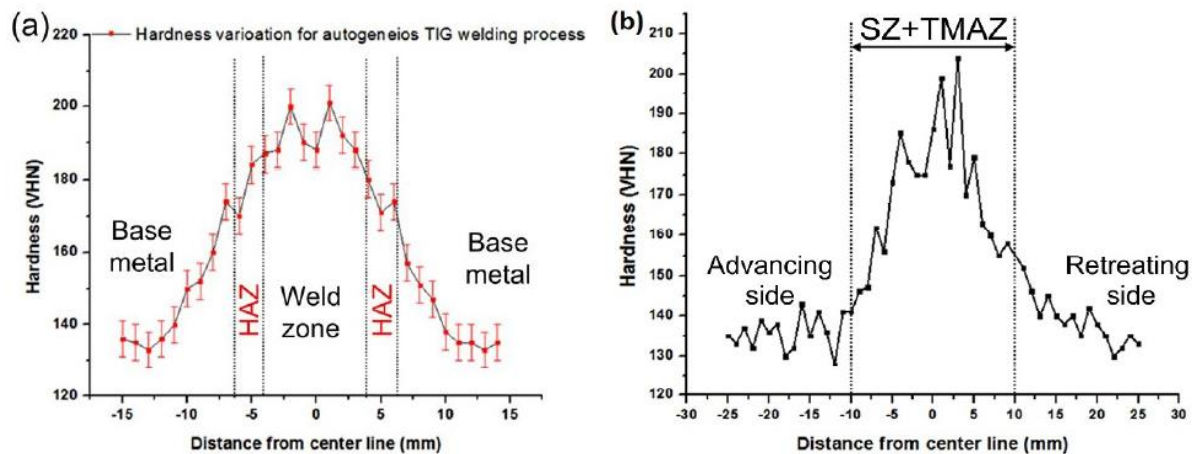 (a)
Hardness varioation for autogeneios TIG welding process
220
200
180
160
140
120
Hardness (VHN)
Base
metal
HAZ
Weld
zone
HAZ
Base
metal
-15
-10
-5
0
5
10
15
Distance from center line (mm)
(b)
SZ+TMAZ
210
200
190
180
170
160
150
140
130
120
Hardness (VHN)
Advancing
side
Retreating
side
-30
-25
-20
-15
-10
-5
0
5
10
15
20
25
30
Distance from center line (mm)